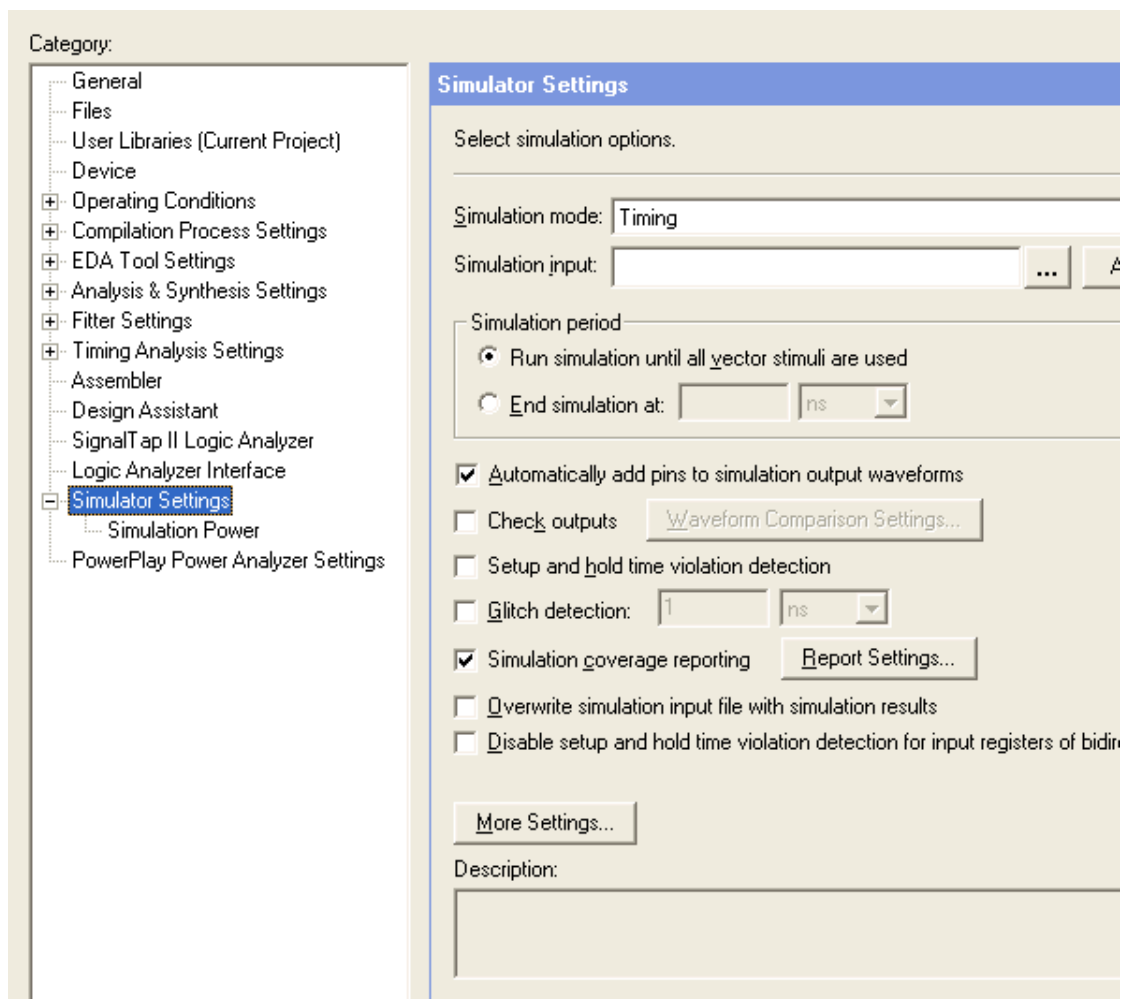 Category:
General
Files
User Libraries (Current Project)
Device
Operating Conditions
Compilation Process Settings
EDA Tool Settings
Analysis & Synthesis Settings
Fitter Settings
Timing Analysis Settings
Assembler
Design Assistant
SignalTap II Logic Analyzer
Logic Analyzer Interface
Simulator Settings
Simulation Power
PowerPlay Power Analyzer Settings
Simulator Settings
Select simulation options.
Simulation mode: Timing
Simulation input: ...
Simulation period
Run simulation until all vector stimuli are used
End simulation at: ns
Automatically add pins to simulation output waveforms
Check outputs Waveform Comparison Settings...
Setup and hold time violation detection
Glitch detection: 1 ns
Simulation coverage reporting Report Settings...
Overwrite simulation input file with simulation results
Disable setup and hold time violation detection for input registers of
More Settings...
Description: